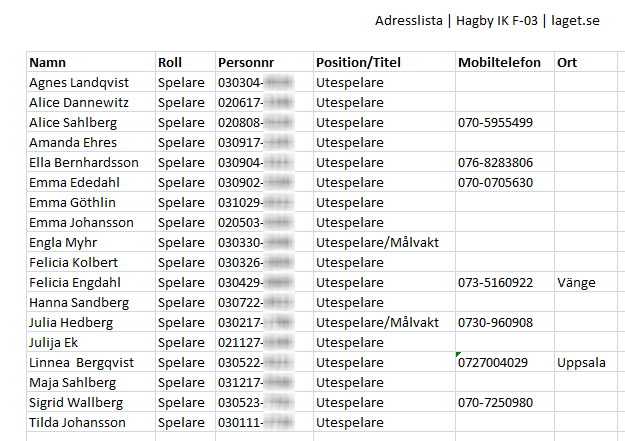 Adresslista | Hagby IK F-03 | laget.se
Namn Roll Personnr Position/Titel Mobiltelefon Ort
Agnes Landqvist Spelare 030304- Utespelare
Alice Dannewitz Spelare 020617- Utespelare
Alice Sahlberg Spelare 020808- Utespelare 070-5955499
Amanda Ehres Spelare 030917- Utespelare
Ella Bernhardsson Spelare 030904- Utespelare 076-8283806
Emma Ededahl Spelare 030902- Utespelare 070-0705630
Emma Göthlin Spelare 031029- Utespelare
Emma Johansson Spelare 020503- Utespelare
Engla Myhr Spelare 030330- Utespelare/Målvakt
Felicia Kolbert Spelare 030326- Utespelare
Felicia Engdahl Spelare 030429- Utespelare 073-5160922 Vänge
Hanna Sandberg Spelare 030722- Utespelare
Julia Hedberg Spelare 030217- Utespelare/Målvakt 0730-960908
Julija Ek Spelare 021127- Utespelare
Linnea Bergqvist Spelare 030522- Utespelare 0727004029 Uppsala
Maja Sahlberg Spelare 031217- Utespelare
Sigrid Wallberg Spelare 030523- Utespelare 070-7250980
Tilda Johansson Spelare 030111- Utespelare